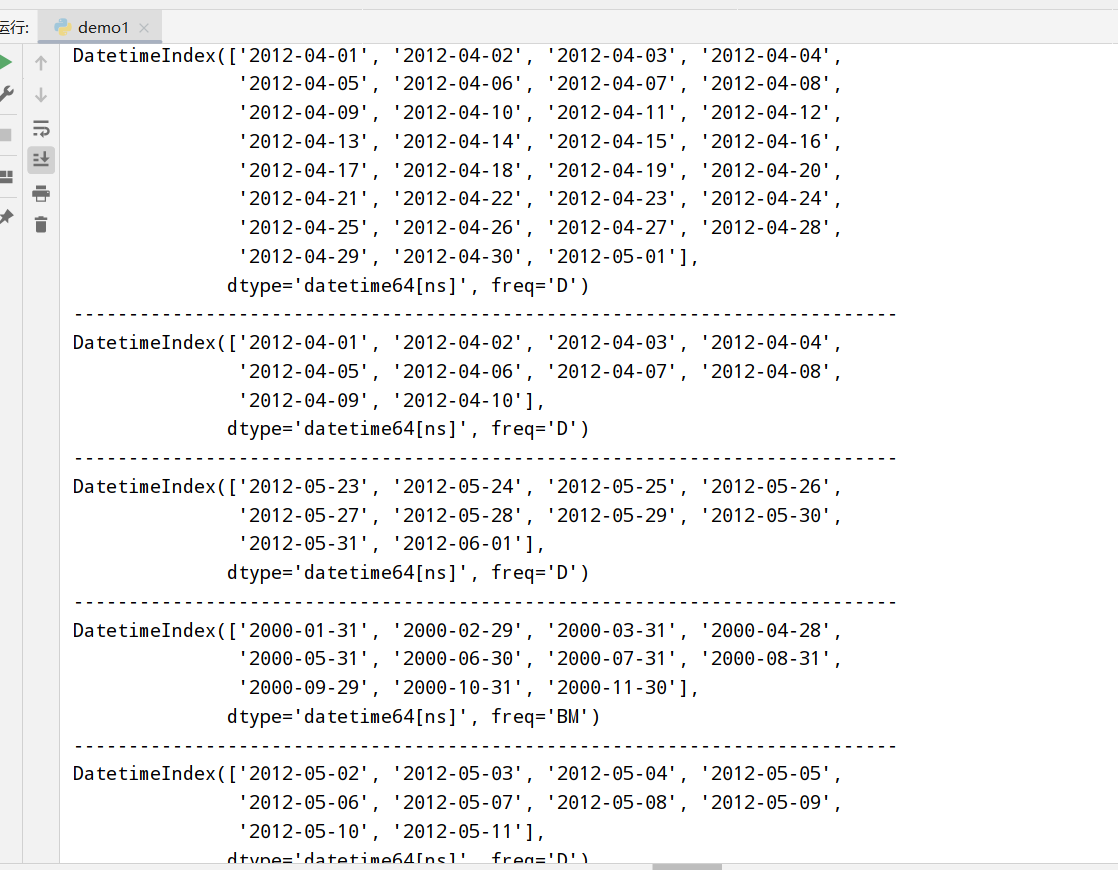 运行: demo1
DatetimeIndex(['2012-04-01', '2012-04-02', '2012-04-03', '2012-04-04',
'2012-04-05', '2012-04-06', '2012-04-07', '2012-04-08',
'2012-04-09', '2012-04-10', '2012-04-11', '2012-04-12',
'2012-04-13', '2012-04-14', '2012-04-15', '2012-04-16',
'2012-04-17', '2012-04-18', '2012-04-19', '2012-04-20',
'2012-04-21', '2012-04-22', '2012-04-23', '2012-04-24',
'2012-04-25', '2012-04-26', '2012-04-27', '2012-04-28',
'2012-04-29', '2012-04-30', '2012-05-01'],
dtype='datetime64[ns]', freq='D')
---------------------------------------------------------------------------
DatetimeIndex(['2012-04-01', '2012-04-02', '2012-04-03', '2012-04-04',
'2012-04-05', '2012-04-06', '2012-04-07', '2012-04-08',
'2012-04-09', '2012-04-10'],
dtype='datetime64[ns]', freq='D')
---------------------------------------------------------------------------
DatetimeIndex(['2012-05-23', '2012-05-24', '2012-05-25', '2012-05-26',
'2012-05-27', '2012-05-28', '2012-05-29', '2012-05-30',
'2012-05-31', '2012-06-01'],
dtype='datetime64[ns]', freq='D')
---------------------------------------------------------------------------
DatetimeIndex(['2000-01-31', '2000-02-29', '2000-03-31', '2000-04-28',
'2000-05-31', '2000-06-30', '2000-07-31', '2000-08-31',
'2000-09-29', '2000-10-31', '2000-11-30'],
dtype='datetime64[ns]', freq='BM')
---------------------------------------------------------------------------
DatetimeIndex(['2012-05-02', '2012-05-03', '2012-05-04', '2012-05-05',
'2012-05-06', '2012-05-07', '2012-05-08', '2012-05-09',
'2012-05-10', '2012-05-11'],
dtype='datetime64[ns]', freq='D')